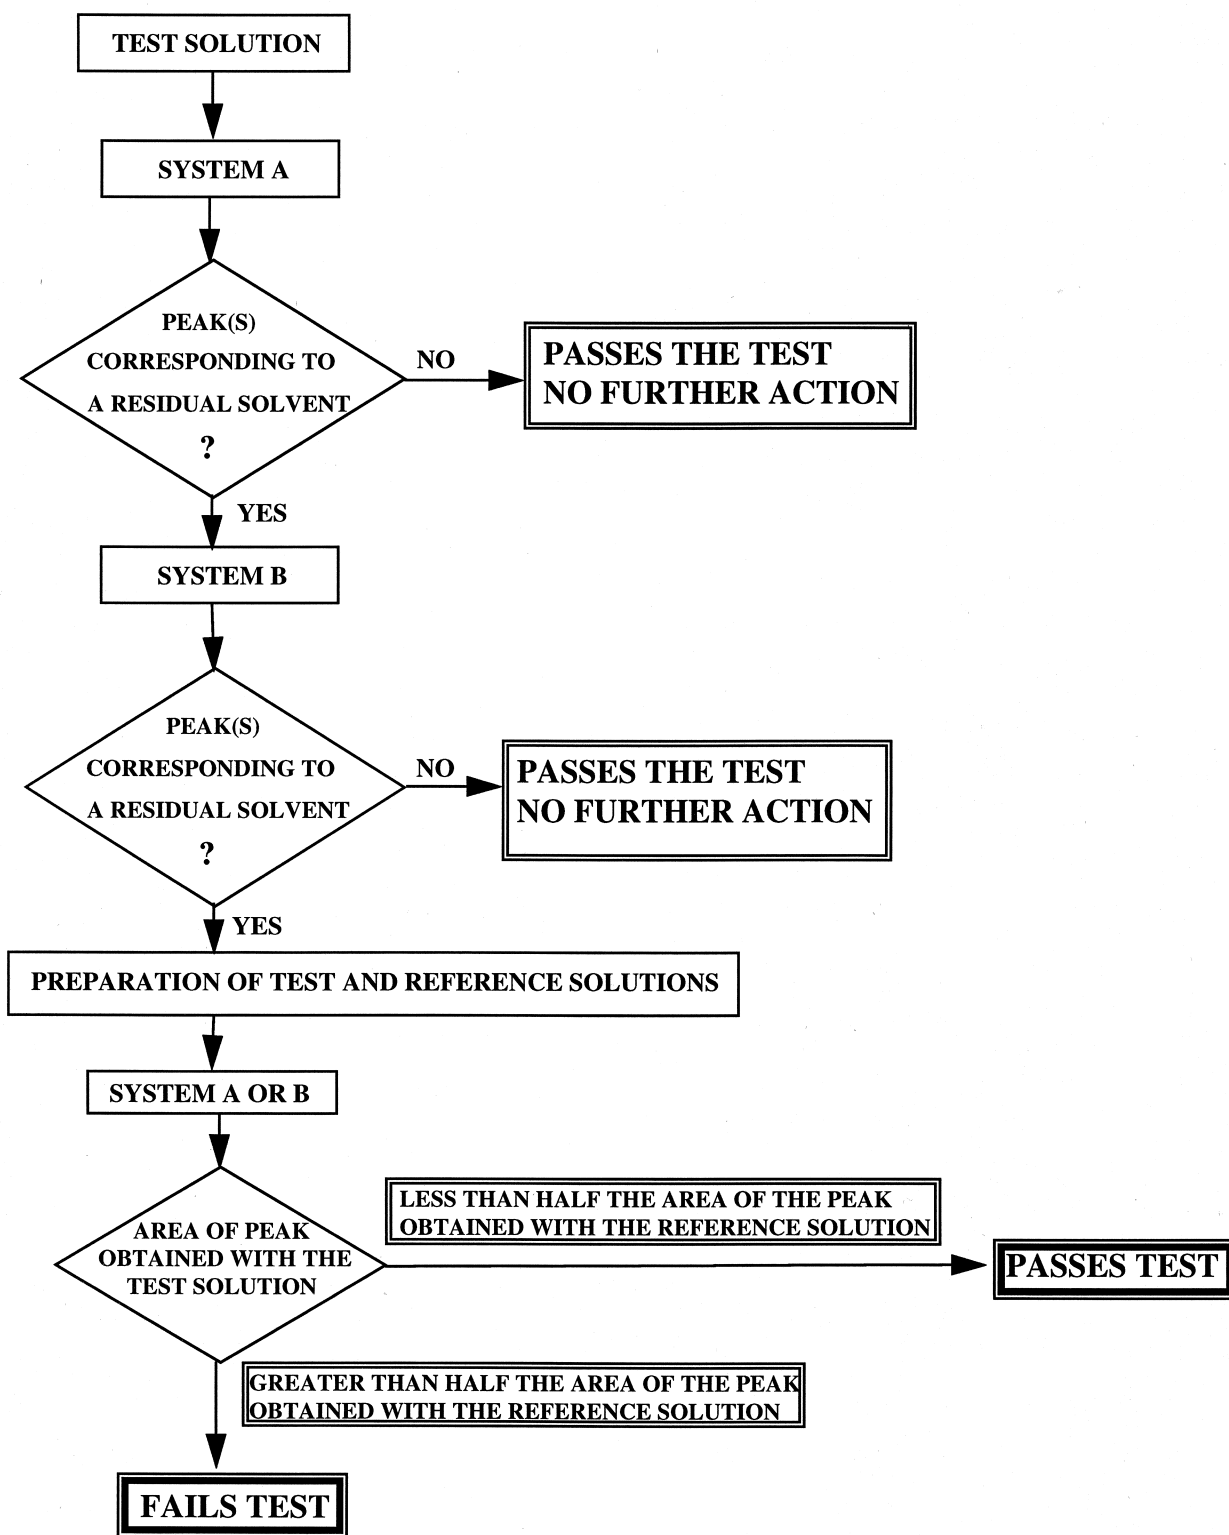 TEST SOLUTION
SYSTEM A
PEAK(S)
CORRESPONDING TO
A RESIDUAL SOLVENT
?
NO
PASSES THE TEST
NO FURTHER ACTION
YES
SYSTEM B
PEAK(S)
CORRESPONDING TO
A RESIDUAL SOLVENT
?
NO
PASSES THE TEST
NO FURTHER ACTION
YES
PREPARATION OF TEST AND REFERENCE SOLUTIONS
SYSTEM A OR B
AREA OF PEAK
OBTAINED WITH THE
TEST SOLUTION
LESS THAN HALF THE AREA OF THE PEAK
OBTAINED WITH THE REFERENCE SOLUTION
PASSES TEST
GREATER THAN HALF THE AREA OF THE PEAK
OBTAINED WITH THE REFERENCE SOLUTION
FAILS TEST